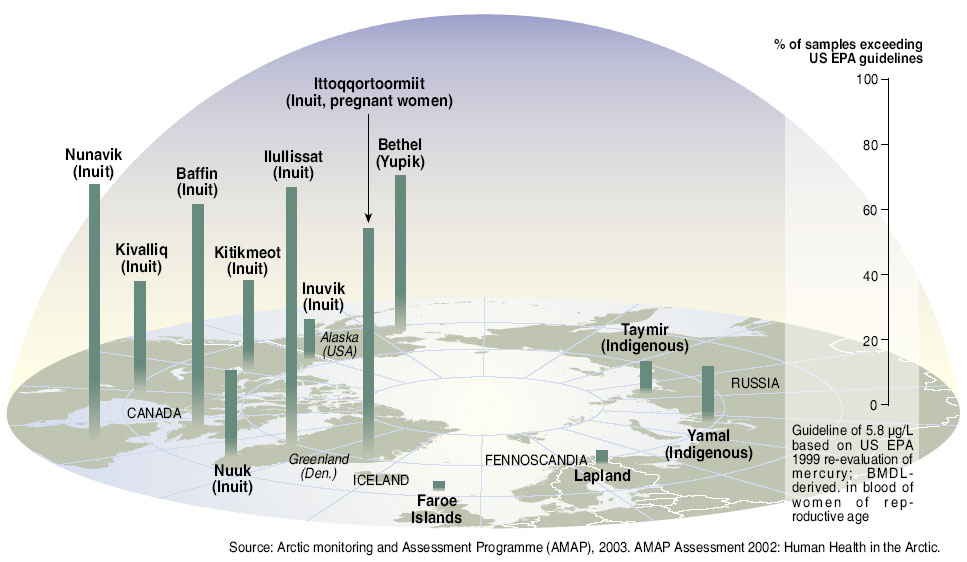 % of samples exceeding
US EPA guidelines
100
80
60
40
20
0
Ittoqqortoormiit
(Inuit, pregnant women)
Nunavik
(Inuit)
Baffin
(Inuit)
Ilullissat
(Inuit)
Bethel
(Yupik)
Kivalliq
(Inuit)
Kitikmeot
(Inuit)
Inuvik
(Inuit)
Alaska
(USA)
Taymir
(Indigenous)
RUSSIA
CANADA
Yamal
(Indigenous)
Nuuk
(Inuit)
Greenland
(Den.)
ICELAND
FENNOSCANDIA
Lapland
Faroe
Islands
Guideline of 5.8 µg/L
based on US EPA
1999 re-evaluation of
mercury; BMDL-
derived. in blood of
women of rep-
roductive age
Source: Arctic monitoring and Assessment Programme (AMAP), 2003. AMAP Assessment 2002: Human Health in the Arctic.